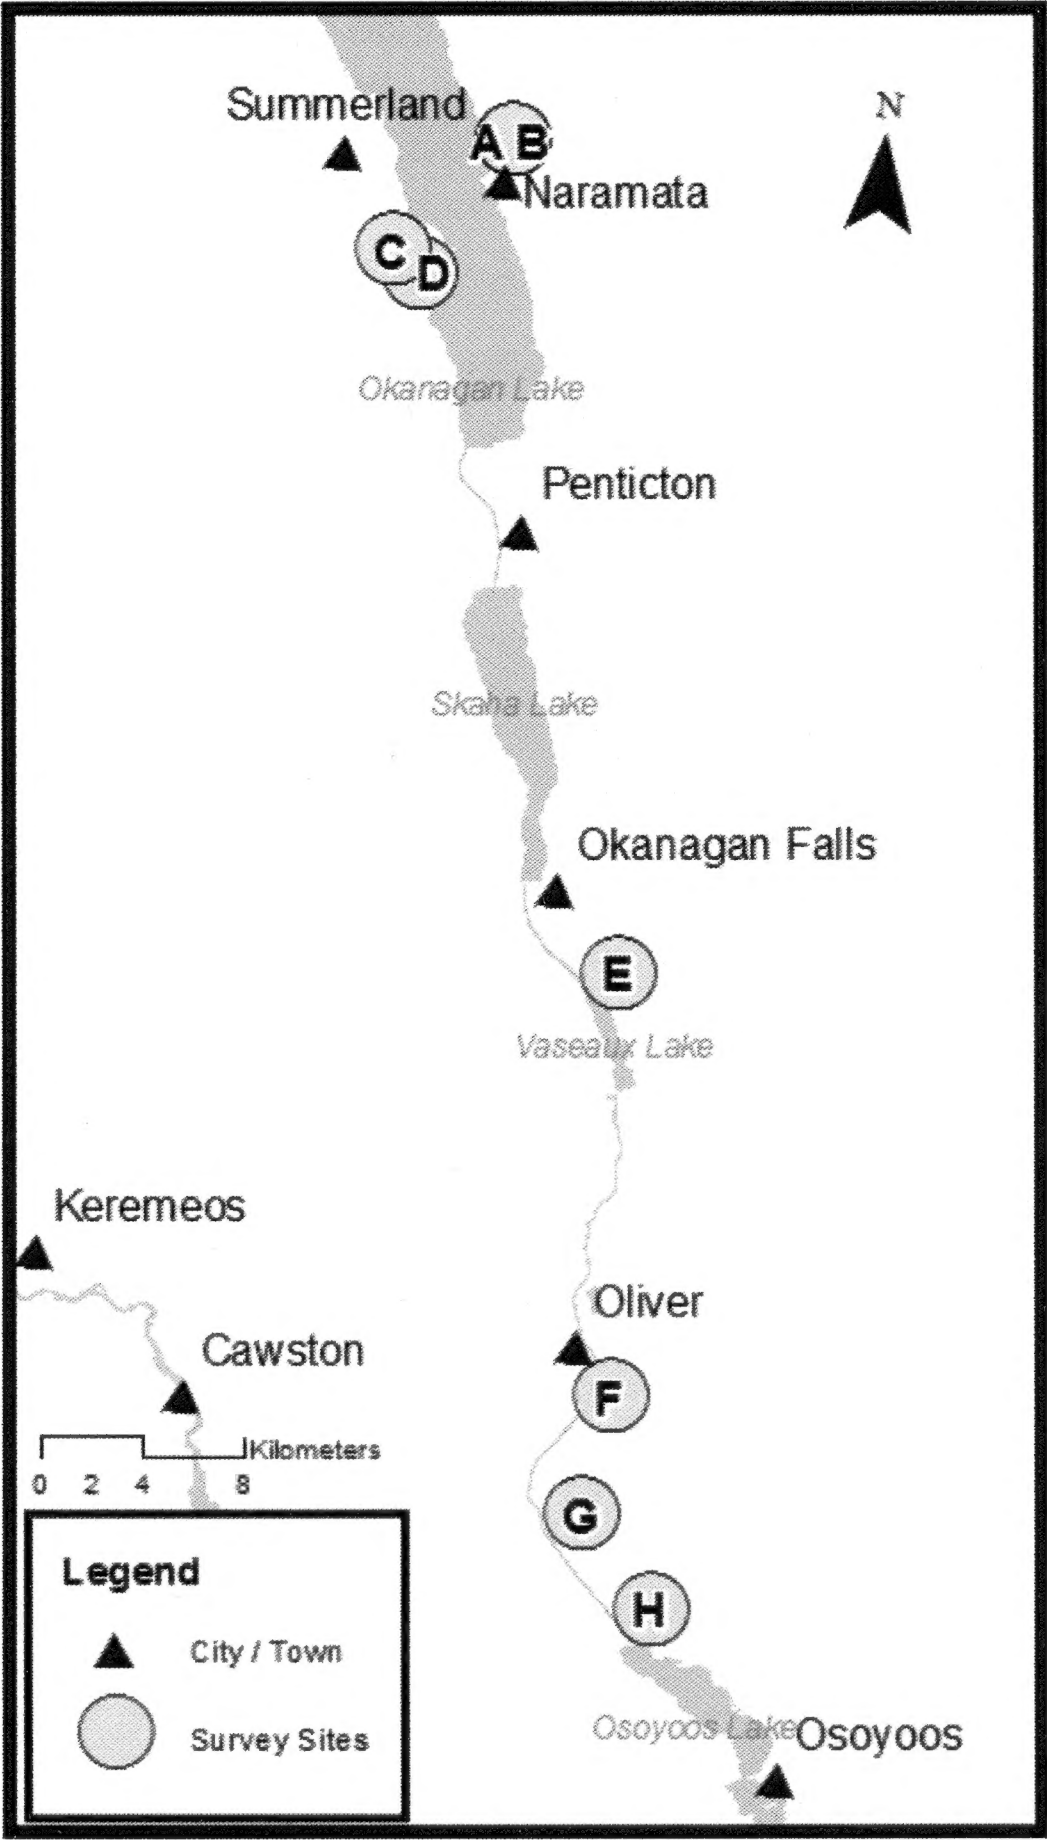 Summerland
N
A B
Naramata
C
D
Okanagan Lake
Penticton
Skaha Lake
Okanagan Falls
E
Vaseaux Lake
Keremeos
Oliver
Cawston
F
Kilometers
0 2 4 8
G
Legend
H
City / Town
Survey Sites
Osoyoos Lake
Osoyoos